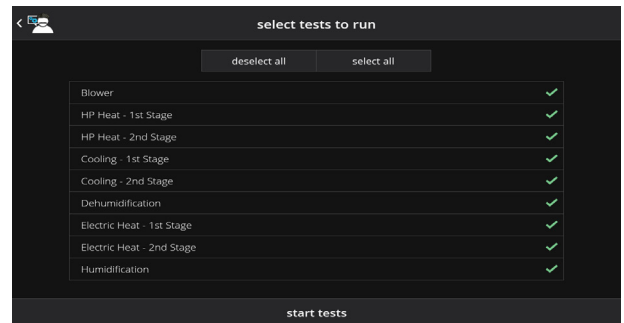 select tests to run
deselect all select all
Blower
HP Heat - 1st Stage
HP Heat - 2nd Stage
Cooling - 1st Stage
Cooling - 2nd Stage
Dehumidification
Electric Heat - 1st Stage
Electric Heat - 2nd Stage
Humidification
start tests